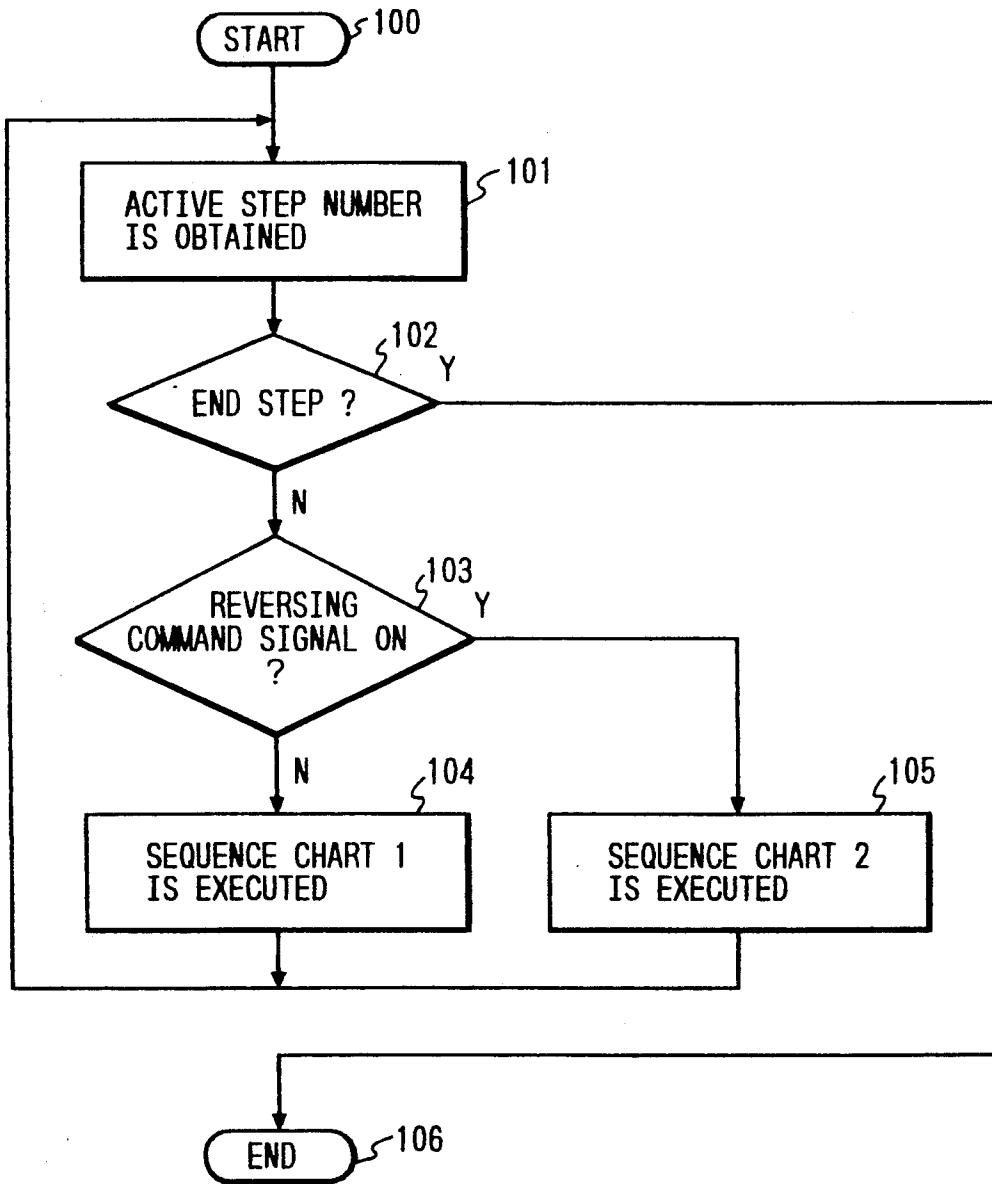 START
100
ACTIVE STEP NUMBER
IS OBTAINED
101
102
END STEP ?
Y
N
103
REVERSING
COMMAND SIGNAL ON
?
Y
N
104
SEQUENCE CHART 1
IS EXECUTED
105
SEQUENCE CHART 2
IS EXECUTED
END
106